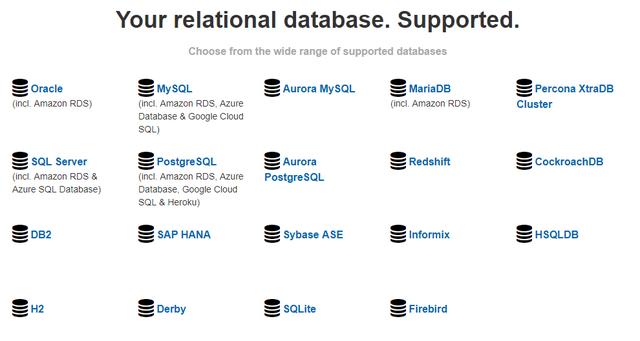 Your relational database. Supported.
Choose from the wide range of supported databases
Oracle
(incl. Amazon RDS)
MySQL
(incl. Amazon RDS, Azure
Database & Google Cloud
SQL)
Aurora MySQL
MariaDB
(incl. Amazon RDS)
Percona XtraDB
Cluster
SQL Server
(incl. Amazon RDS &
Azure SQL Database)
PostgreSQL
(incl. Amazon RDS, Azure
Database, Google Cloud
SQL & Heroku)
Aurora
PostgreSQL
Redshift
CockroachDB
DB2
SAP HANA
Sybase ASE
Informix
HSQLDB
H2
Derby
SQLite
Firebird